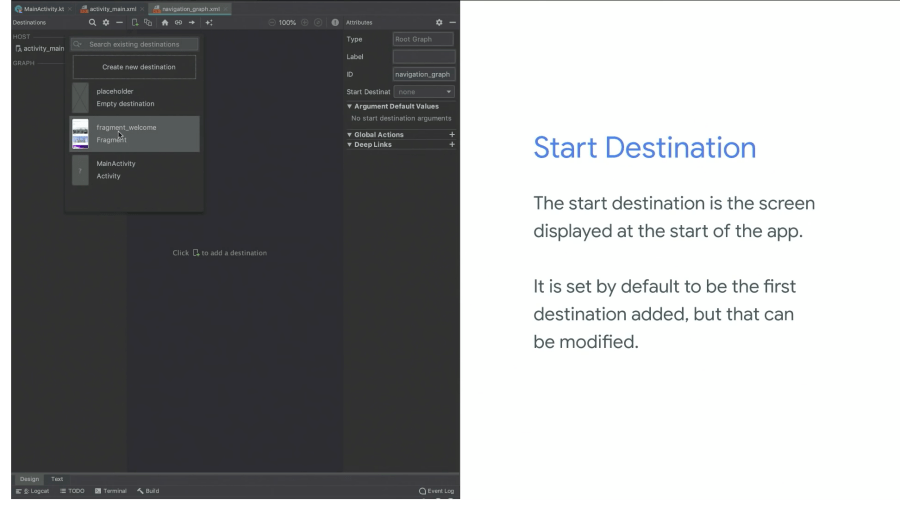 MainActivity.kt
activity_main.xml
navigation_graph.xml
Destinations
100%
Attributes
HOST
activity_main
GRAPH
Search existing destinations
Create new destination
placeholder
Empty destination
fragment_welcome
Fragment
MainActivity
Activity
Click to add a destination
Type
Root Graph
Label
ID
navigation_graph
Start Destinat
none
Argument Default Values
No start destination arguments
Global Actions
Deep Links
Start Destination
The start destination is the screen
displayed at the start of the app.
It is set by default to be the first
destination added, but that can
be modified.
Design Text
6: Logcat TODO Terminal Build
Event Log